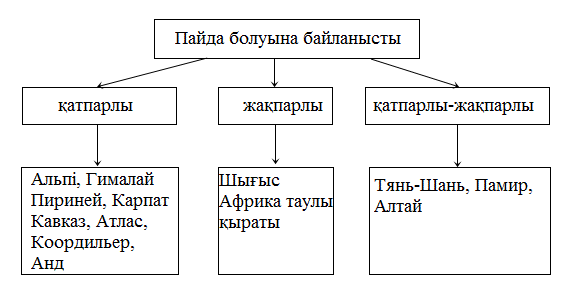 Пайда болуына байланысты
қатпарлы
жақпарлы
қатпарлы-жақпарлы
Альпі, Гималай
Пириней, Карпат
Кавказ, Атлас,
Координьер,
Анд
Шығыс
Африка таулы
қыраты
Тянь-Шань, Памир,
Алтай